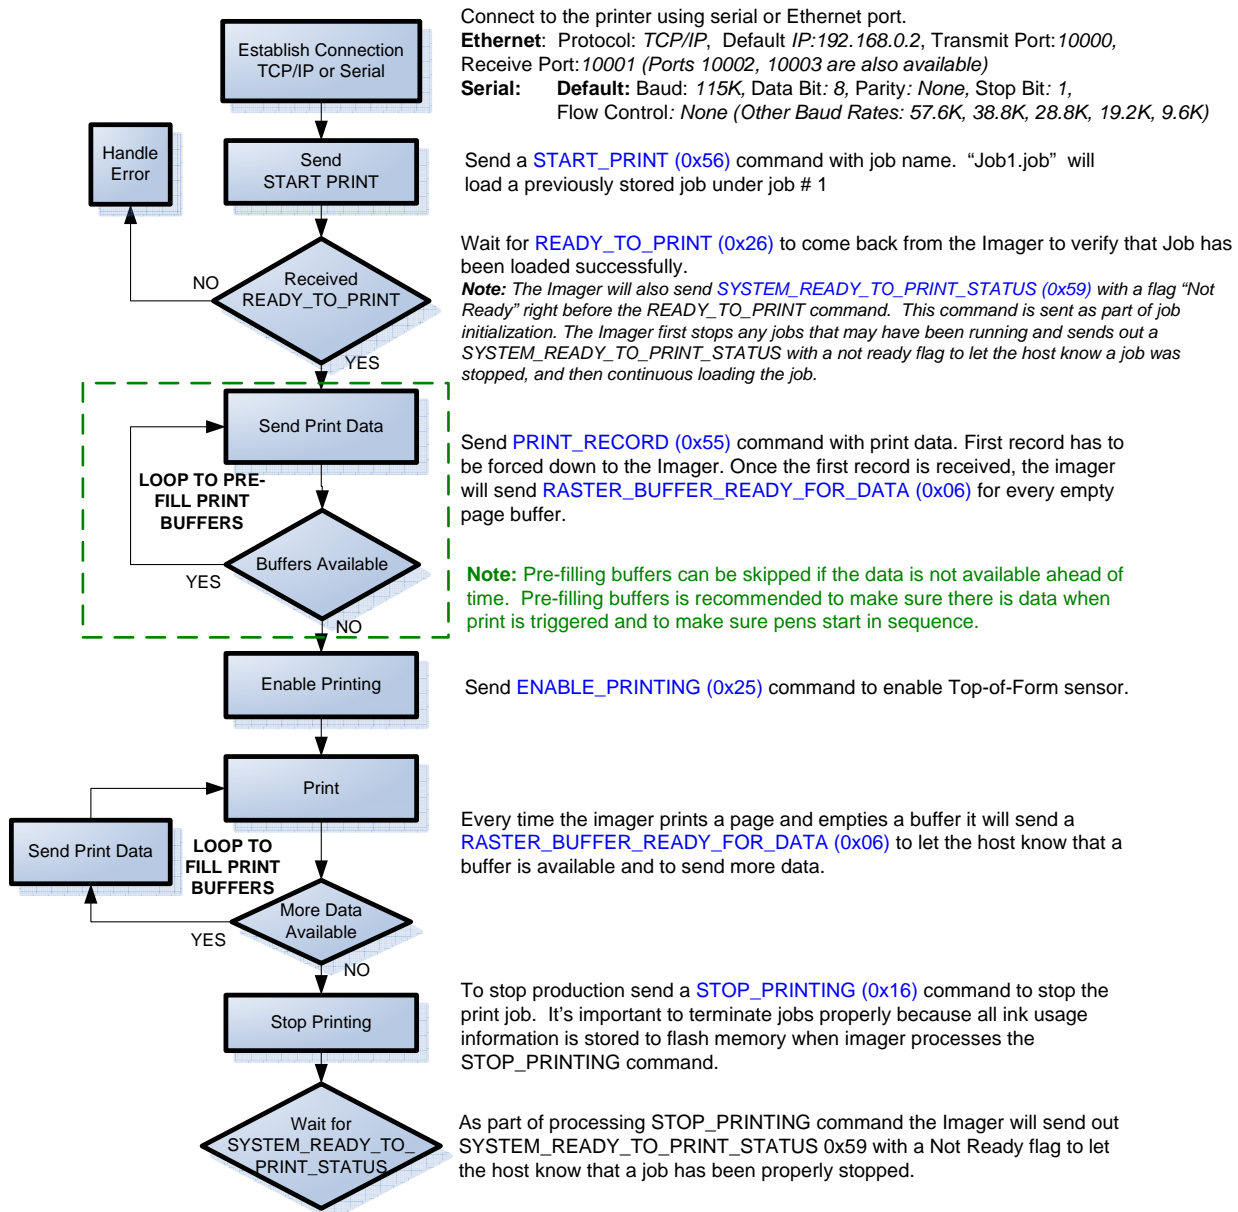 Establish Connection
TCP/IP or Serial
Connect to the printer using serial or Ethernet port.
Ethernet:  Protocol: TCP/IP,  Default IP:192.168.0.2, Transmit Port:10000,
Receive Port:10001 (Ports 10002, 10003 are also available)
Serial:     Default: Baud: 115K, Data Bit: 8, Parity: None, Stop Bit: 1,
Flow Control: None (Other Baud Rates: 57.6K, 38.8K, 28.8K, 19.2K, 9.6K)
Handle
Error
Send
START PRINT
Send a START_PRINT (0x56) command with job name.  “Job1.job”  will
load a previously stored job under job # 1
Received
READY_TO_PRINT
NO
YES
Wait for READY_TO_PRINT (0x26) to come back from the Imager to verify that Job has
been loaded successfully.
Note: The Imager will also send SYSTEM_READY_TO_PRINT_STATUS (0x59) with a flag “Not
Ready” right before the READY_TO_PRINT command.  This command is sent as part of job
initialization. The Imager first stops any jobs that may have been running and sends out a
SYSTEM_READY_TO_PRINT_STATUS with a not ready flag to let the host know a job was
stopped, and then continuous loading the job.
Send Print Data
LOOP TO PRE-
FILL PRINT
BUFFERS
Buffers Available
YES
NO
Send PRINT_RECORD (0x55) command with print data. First record has to
be forced down to the Imager. Once the first record is received, the imager
will send RASTER_BUFFER_READY_FOR_DATA (0x06) for every empty
page buffer.
Note: Pre-filling buffers can be skipped if the data is not available ahead of
time.  Pre-filling buffers is recommended to make sure there is data when
print is triggered and to make sure pens start in sequence.
Enable Printing
Send ENABLE_PRINTING (0x25) command to enable Top-of-Form sensor.
Print
Send Print Data
LOOP TO
FILL PRINT
BUFFERS
More Data
Available
YES
NO
Every time the imager prints a page and empties a buffer it will send a
RASTER_BUFFER_READY_FOR_DATA (0x06) to let the host know that a
buffer is available and to send more data.
Stop Printing
To stop production send a STOP_PRINTING (0x16) command to stop the
print job.  It’s important to terminate jobs properly because all ink usage
information is stored to flash memory when imager processes the
STOP_PRINTING command.
Wait for
SYSTEM_READY_TO_
PRINT_STATUS
As part of processing STOP_PRINTING command the Imager will send out
SYSTEM_READY_TO_PRINT_STATUS 0x59 with a Not Ready flag to let
the host know that a job has been properly stopped.